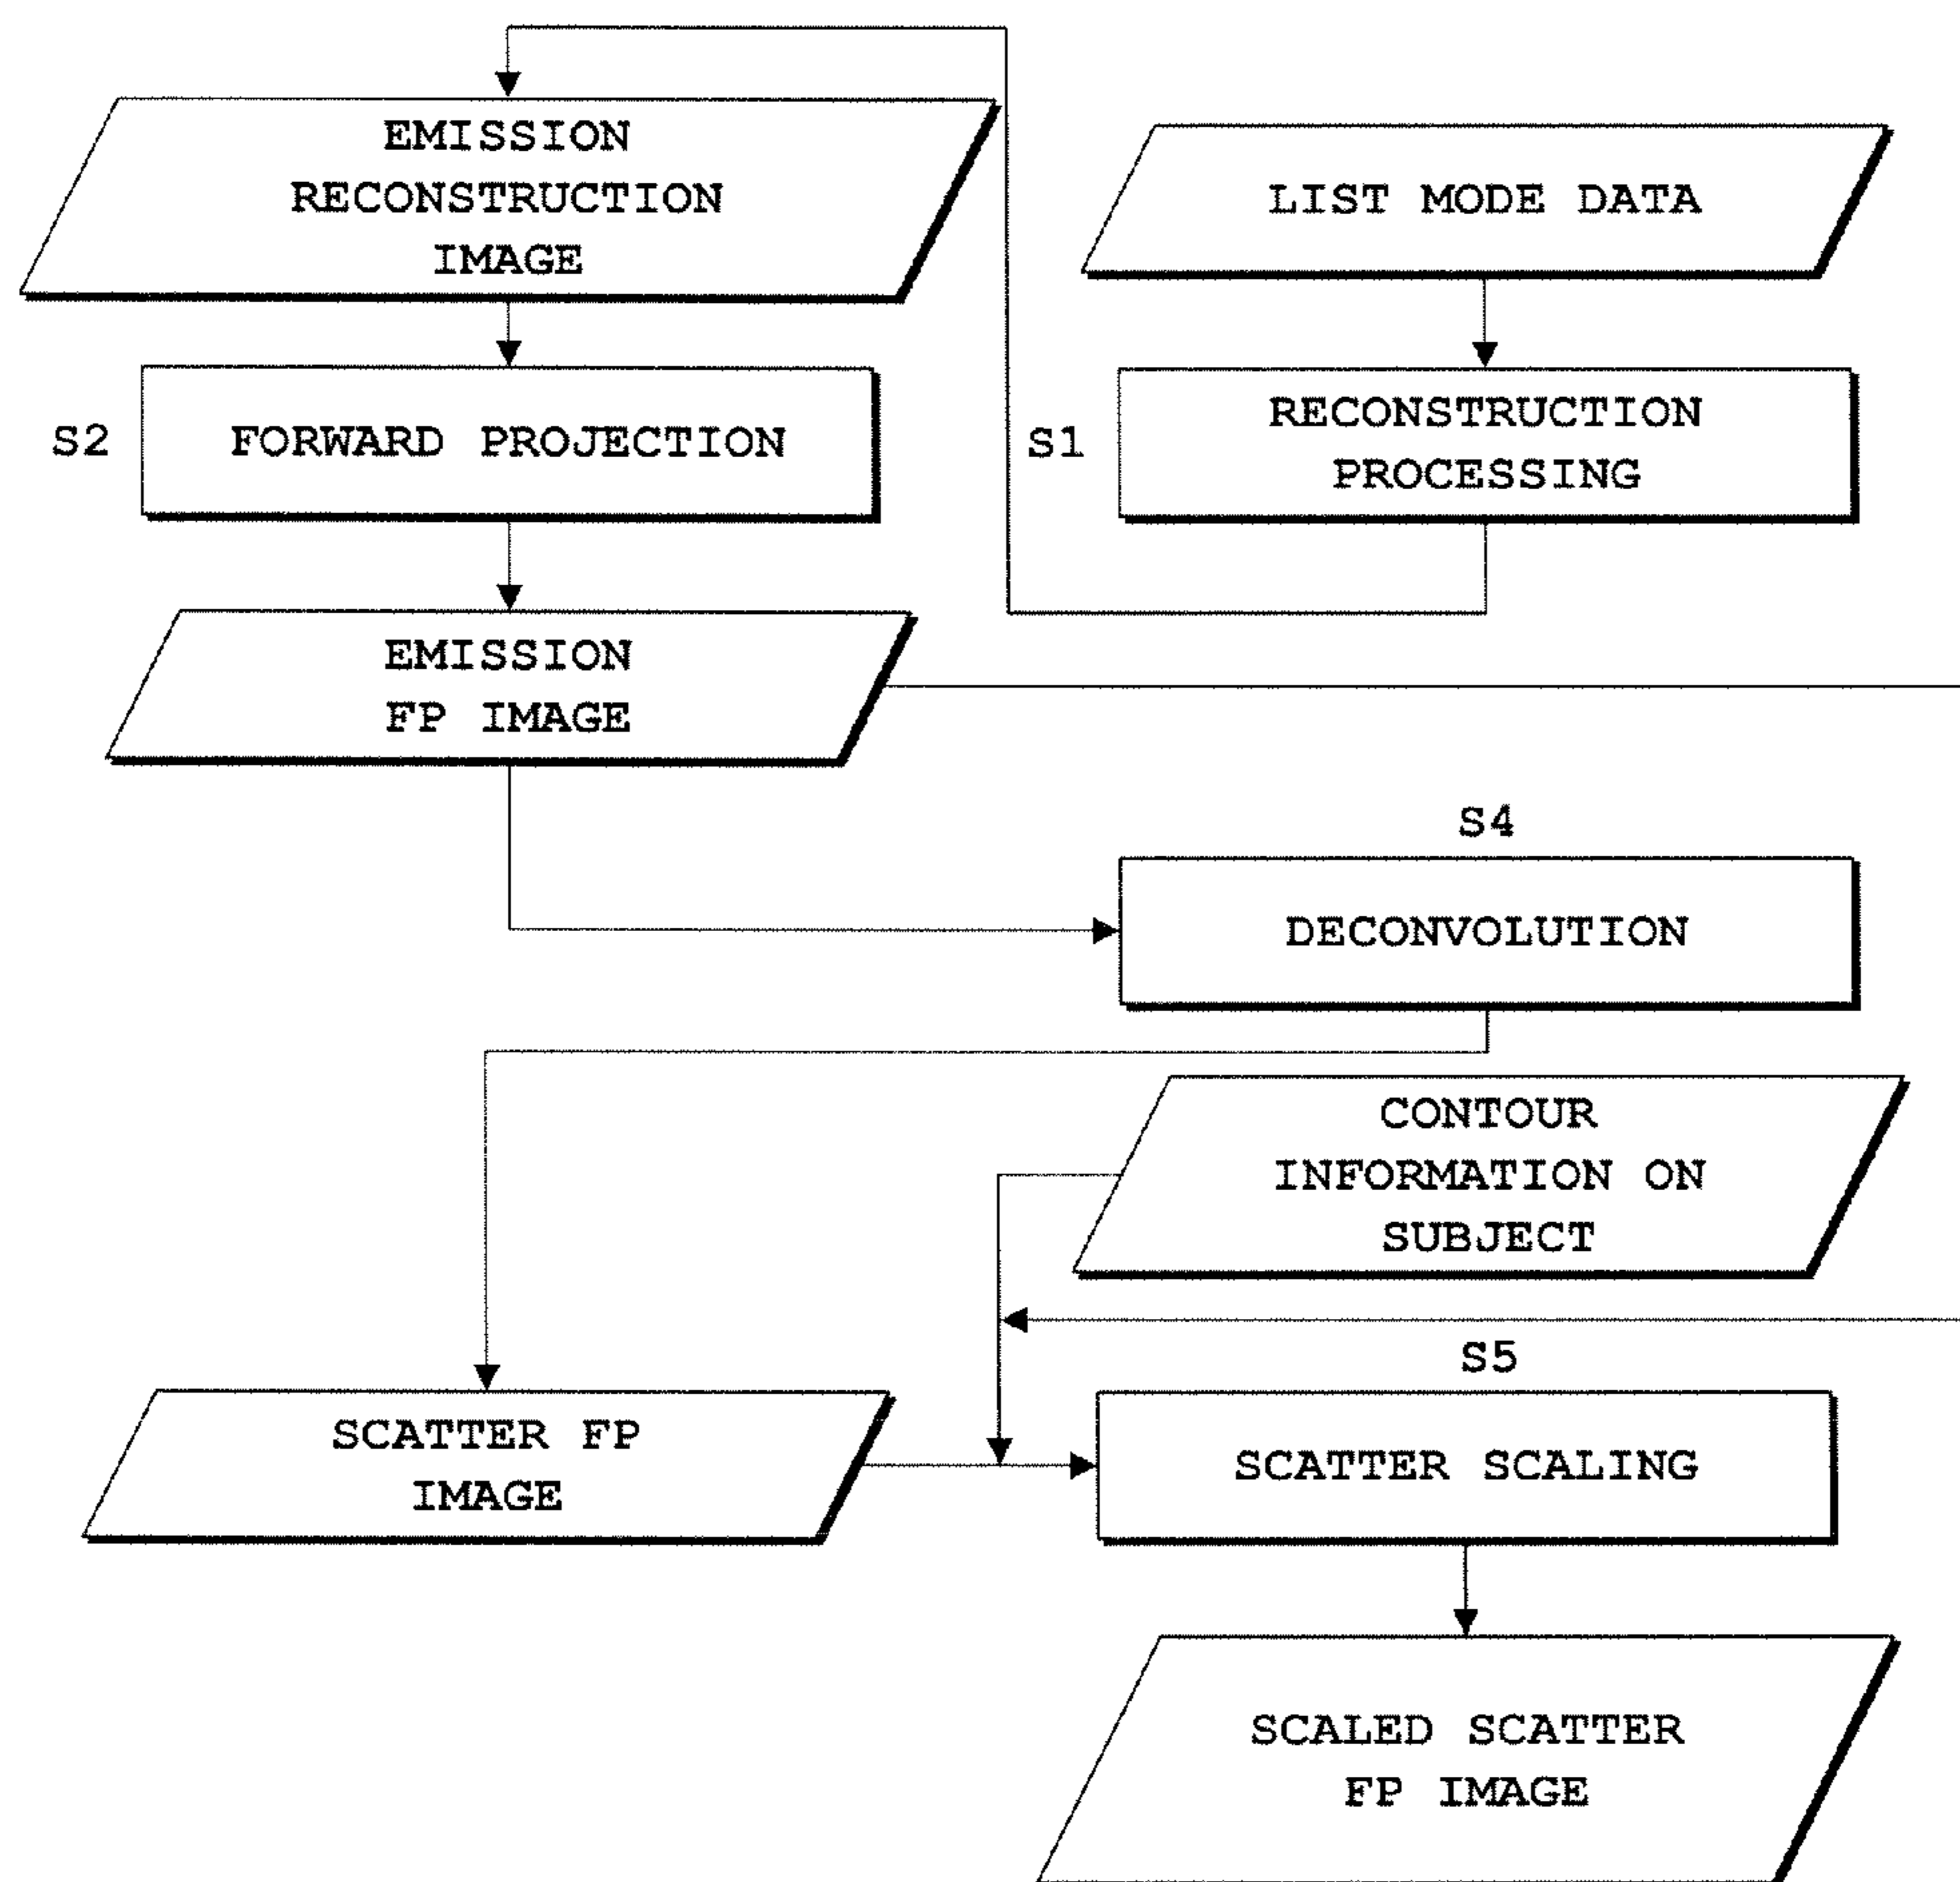 EMISSION
RECONSTRUCTION
IMAGE
LIST MODE DATA
S2
FORWARD PROJECTION
S1
RECONSTRUCTION
PROCESSING
EMISSION
FP IMAGE
S4
DECONVOLUTION
CONTOUR
INFORMATION ON
SUBJECT
S5
SCATTER FP
IMAGE
SCATTER SCALING
SCALED SCATTER
FP IMAGE